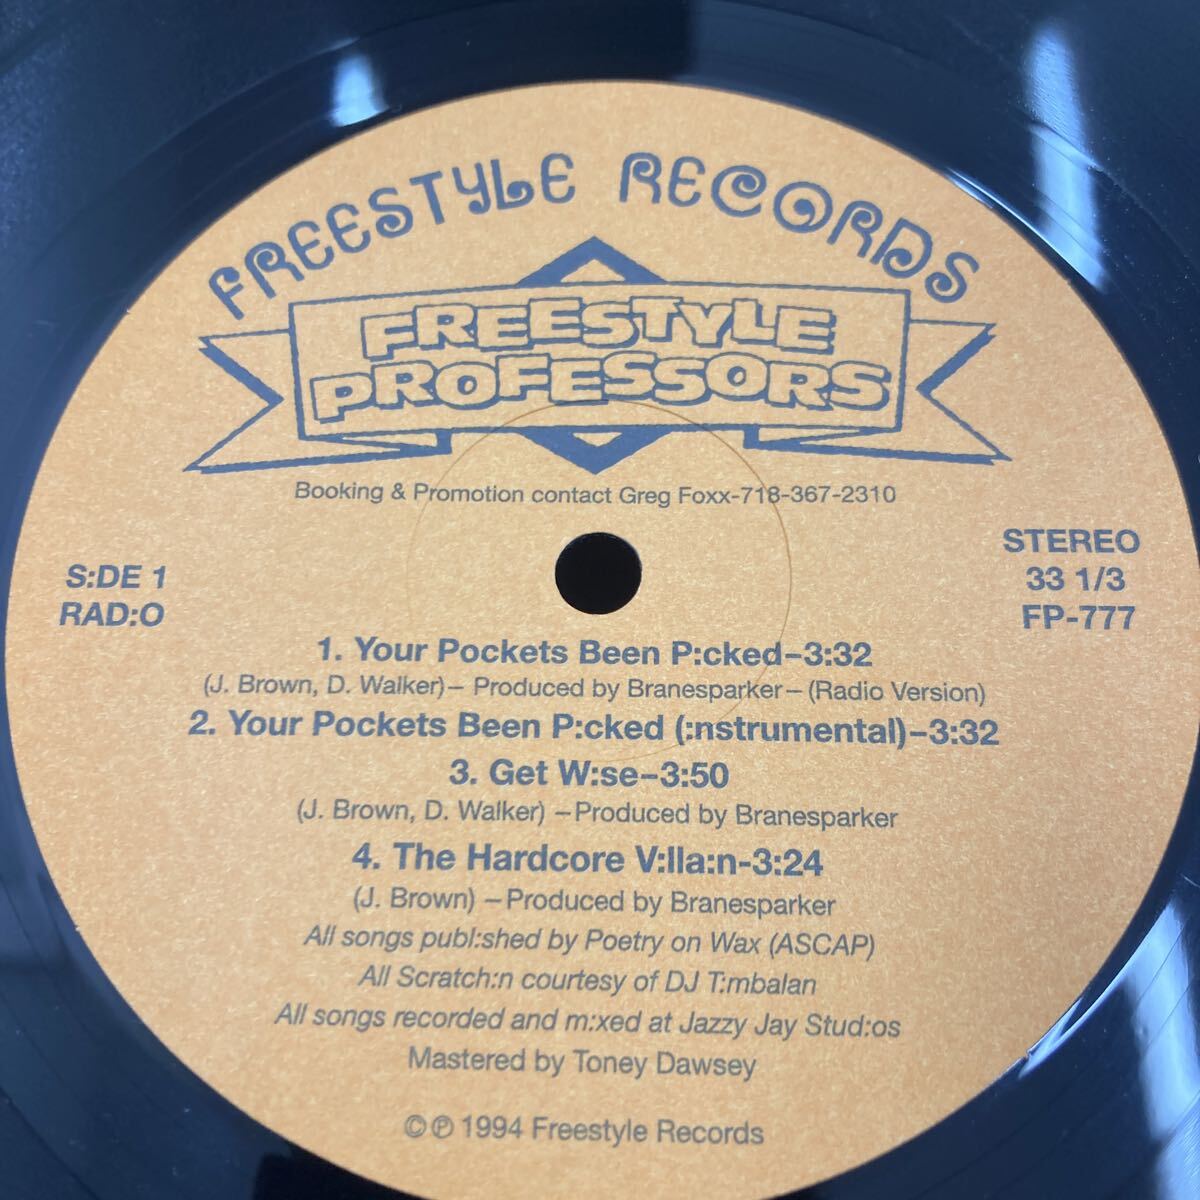 FREESTYLE RECORDS
FREESTYLE
PROFESSORS
Booking & Promotion contact Greg Foxx-718-367-2310
S:DE 1
RAD:O
STEREO
33 1/3
FP-777
1. Your Pockets Been P:cked–3:32
(J. Brown, D. Walker)– Produced by Branesparker–(Radio Version)
2. Your Pockets Been P:cked (:nstrumental)–3:32
3. Get W:se–3:50
(J. Brown, D. Walker) –Produced by Branesparker
4. The Hardcore V:lla:n-3:24
(J. Brown) –Produced by Branesparker
All songs publ:shed by Poetry on Wax (ASCAP)
All Scratch:n courtesy of DJ T:mbalan
All songs recorded and m:xed at Jazzy Jay Stud:os
Mastered by Toney Dawsey
©℗ 1994 Freestyle Records